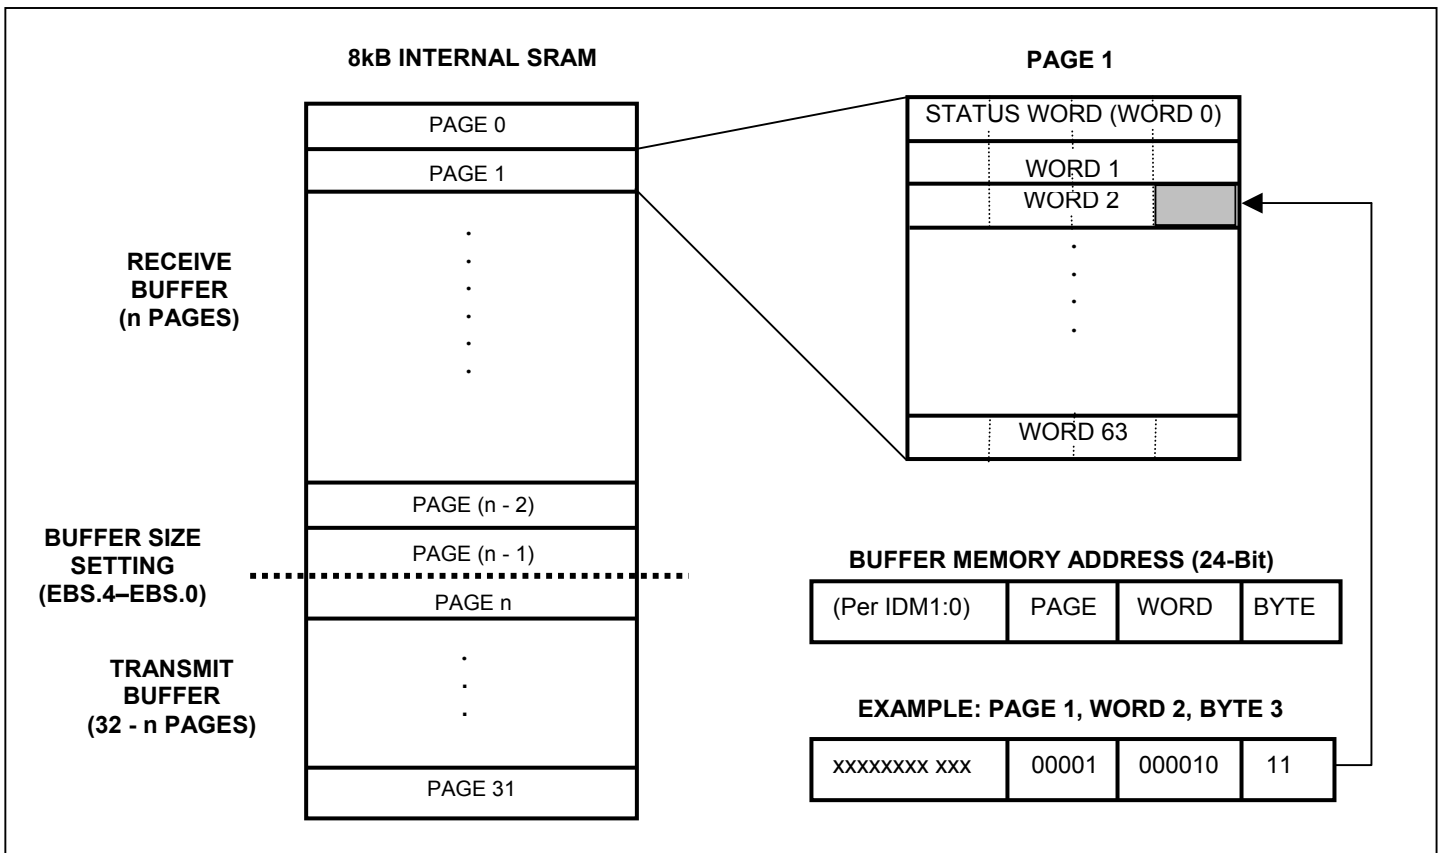 8kB INTERNAL SRAM
PAGE 0
PAGE 1
RECEIVE
BUFFER
(n PAGES)
PAGE (n - 2)
BUFFER SIZE
SETTING
(EBS.4–EBS.0)
PAGE (n - 1)
PAGE n
TRANSMIT
BUFFER
(32 - n PAGES)
PAGE 31
PAGE 1
STATUS WORD (WORD 0)
WORD 1
WORD 2
WORD 63
BUFFER MEMORY ADDRESS (24-Bit)
(Per IDM1:0) PAGE WORD BYTE
EXAMPLE: PAGE 1, WORD 2, BYTE 3
xxxxxxxx xxx 00001 000010 11